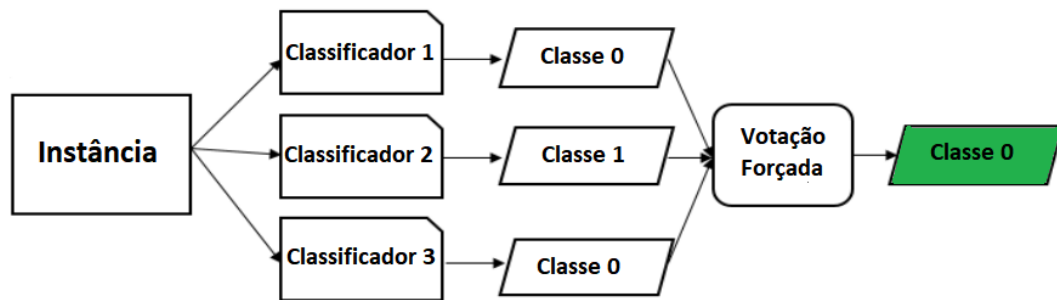 Instância
Classificador 1
Classe 0
Classificador 2
Classe 1
Classificador 3
Classe 0
Votação
Forçada
Classe 0